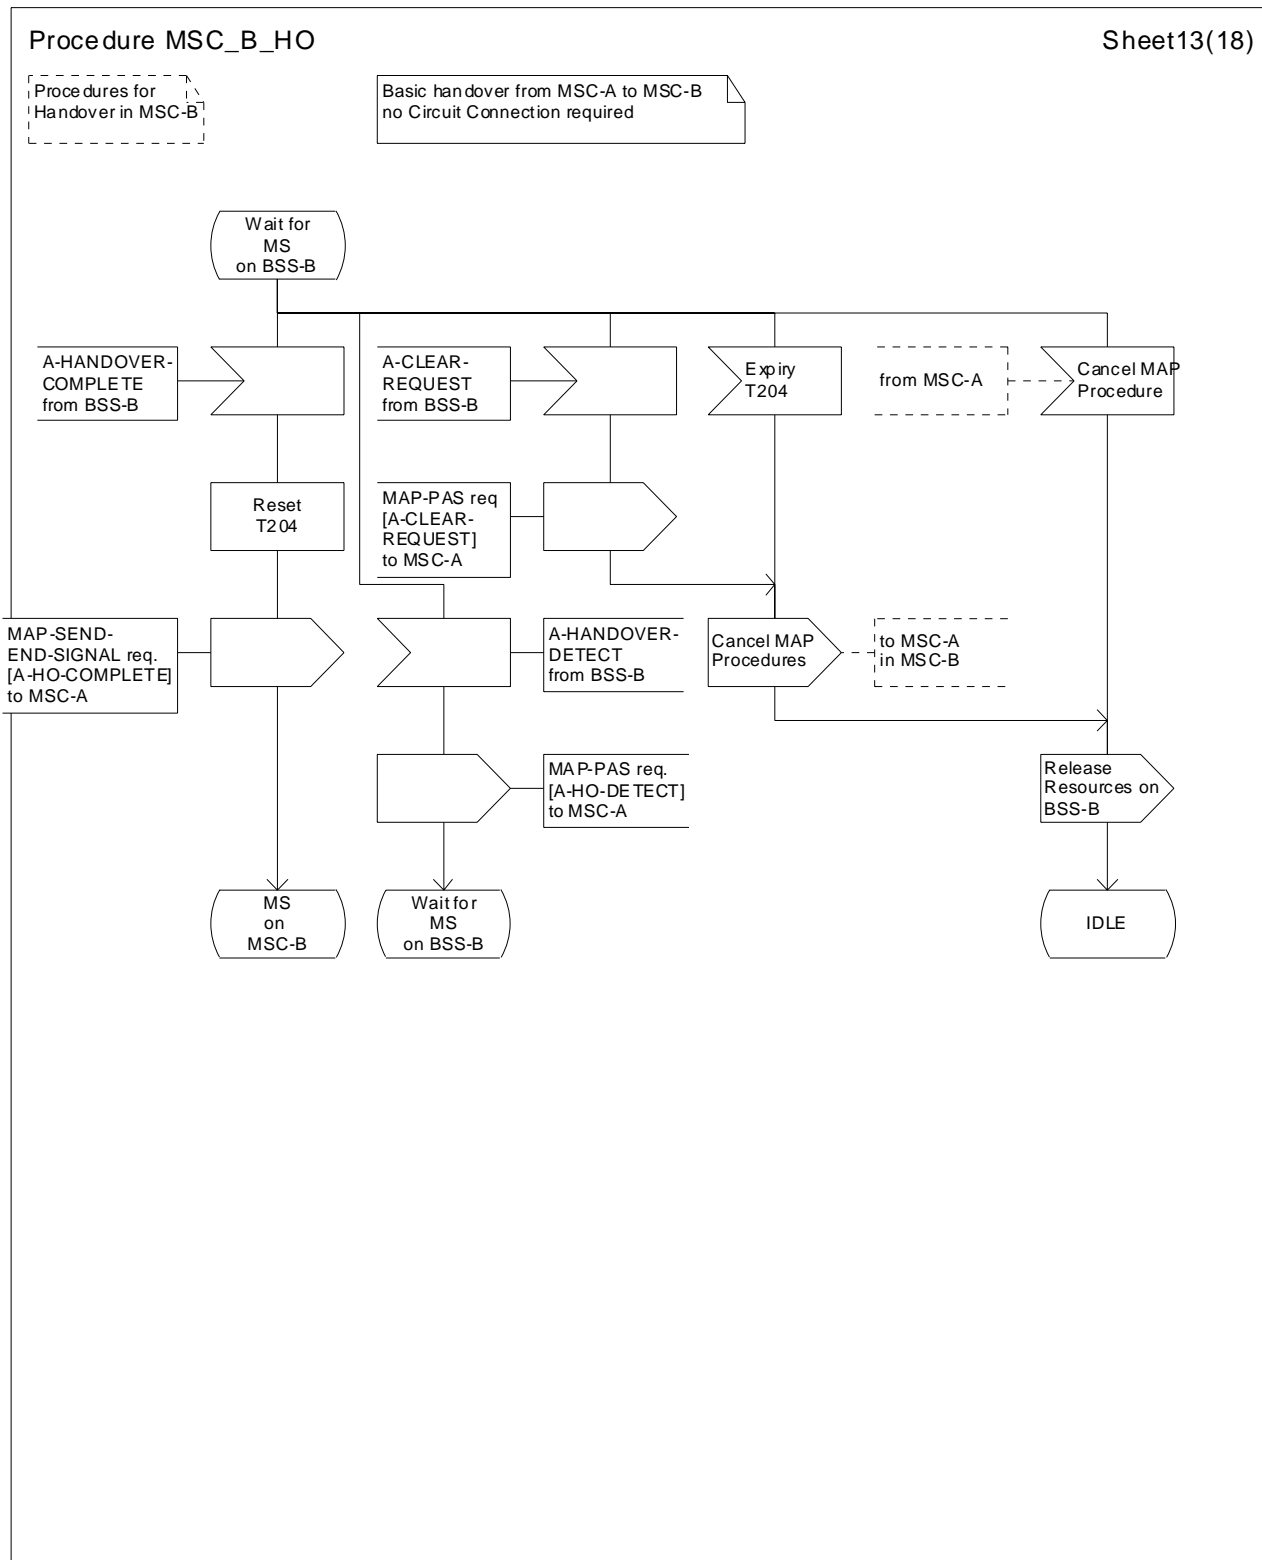 Procedure MSC_B_HO
Sheet13(18)
Procedures for
Handover in MSC-B
Basic handover from MSC-A to MSC-B
no Circuit Connection required
Wait for
MS
on BSS-B
A-HANDOVER-
COMPLETE
from BSS-B
A-CLEAR-
REQUEST
from BSS-B
Expiry
T204
from MSC-A
Cancel MAP
Procedure
Reset
T204
MAP-PAS req
[A-CLEAR-
REQUEST]
to MSC-A
MAP-SEND-
END-SIGNAL req.
[A-HO-COMPLETE]
to MSC-A
A-HANDOVER-
DETECT
from BSS-B
Cancel MAP
Procedures
to MSC-A
in MSC-B
MAP-PAS req.
[A-HO-DETECT]
to MSC-A
Release
Resources on
BSS-B
MS
on
MSC-B
Wait for
MS
on BSS-B
IDLE